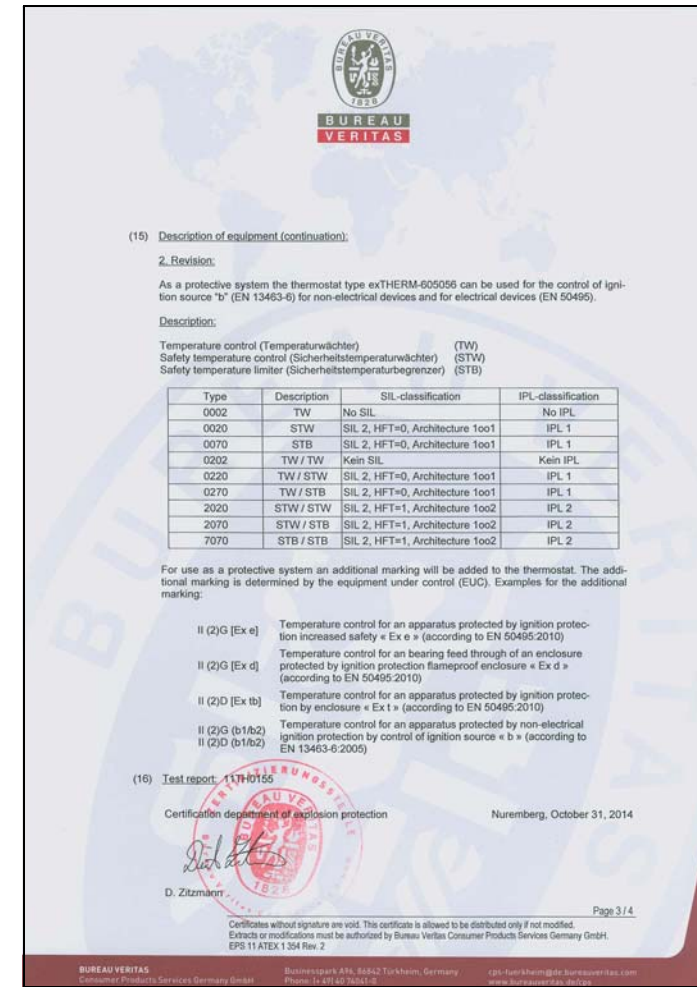 BUREAU VERITAS
1828
BUREAU
VERITAS
(15) Description of equipment (continuation):
2. Revision:
As a protective system the thermostat type exTHERM-605056 can be used for the control of igni-
tion source "b" (EN 13463-6) for non-electrical devices and for electrical devices (EN 50495).
Description:
Temperature control (Temperaturwächter) (TW)
Safety temperature control (Sicherheitstemperaturwächter) (STW)
Safety temperature limiter (Sicherheitstemperaturbegrenzer) (STB)
Type Description SIL-classification IPL-classification
0002 TW No SIL No IPL
0020 STW SIL 2, HFT=0, Architecture 1oo1 IPL 1
0070 STB SIL 2, HFT=0, Architecture 1oo1 IPL 1
0202 TW / TW Kein SIL Kein IPL
0220 TW / STW SIL 2, HFT=0, Architecture 1oo1 IPL 1
0270 TW / STB SIL 2, HFT=0, Architecture 1oo1 IPL 1
2020 STW / STW SIL 2, HFT=1, Architecture 1oo2 IPL 2
2070 STW / STB SIL 2, HFT=1, Architecture 1oo2 IPL 2
7070 STB / STB SIL 2, HFT=1, Architecture 1oo2 IPL 2
For use as a protective system an additional marking will be added to the thermostat. The addi-
tional marking is determined by the equipment under control (EUC). Examples for the additional
marking:
II (2)G [Ex e] Temperature control for an apparatus protected by ignition protec-
tion increased safety « Ex e » (according to EN 50495:2010)
II (2)G [Ex d] Temperature control for an bearing feed through of an enclosure
protected by ignition protection flameproof enclosure « Ex d »
(according to EN 50495:2010)
II (2)D [Ex tb] Temperature control for an apparatus protected by ignition protec-
tion by enclosure « Ex t » (according to EN 50495:2010)
II (2)G (b1/b2) Temperature control for an apparatus protected by non-electrical
II (2)D (b1/b2) ignition protection by control of ignition source « b » (according to
EN 13463-6:2005)
(16) Test report: 11TH0155
Certification department of explosion protection Nuremberg, October 31, 2014
D. Zitzmann
Page 3 / 4
Certificates without signature are void. This certificate is allowed to be distributed only if not modified.
Extracts or modifications must be authorized by Bureau Veritas Consumer Products Services Germany GmbH.
EPS 11 ATEX 1 354 Rev. 2
BUREAU VERITAS Businesspark A96, 86842 Türkheim, Germany cps-tuerkheim@de.bureauveritas.com
Consumer Products Services Germany GmbH Phone: (+ 49) 40 74041-0 www.bureauveritas.de/cps